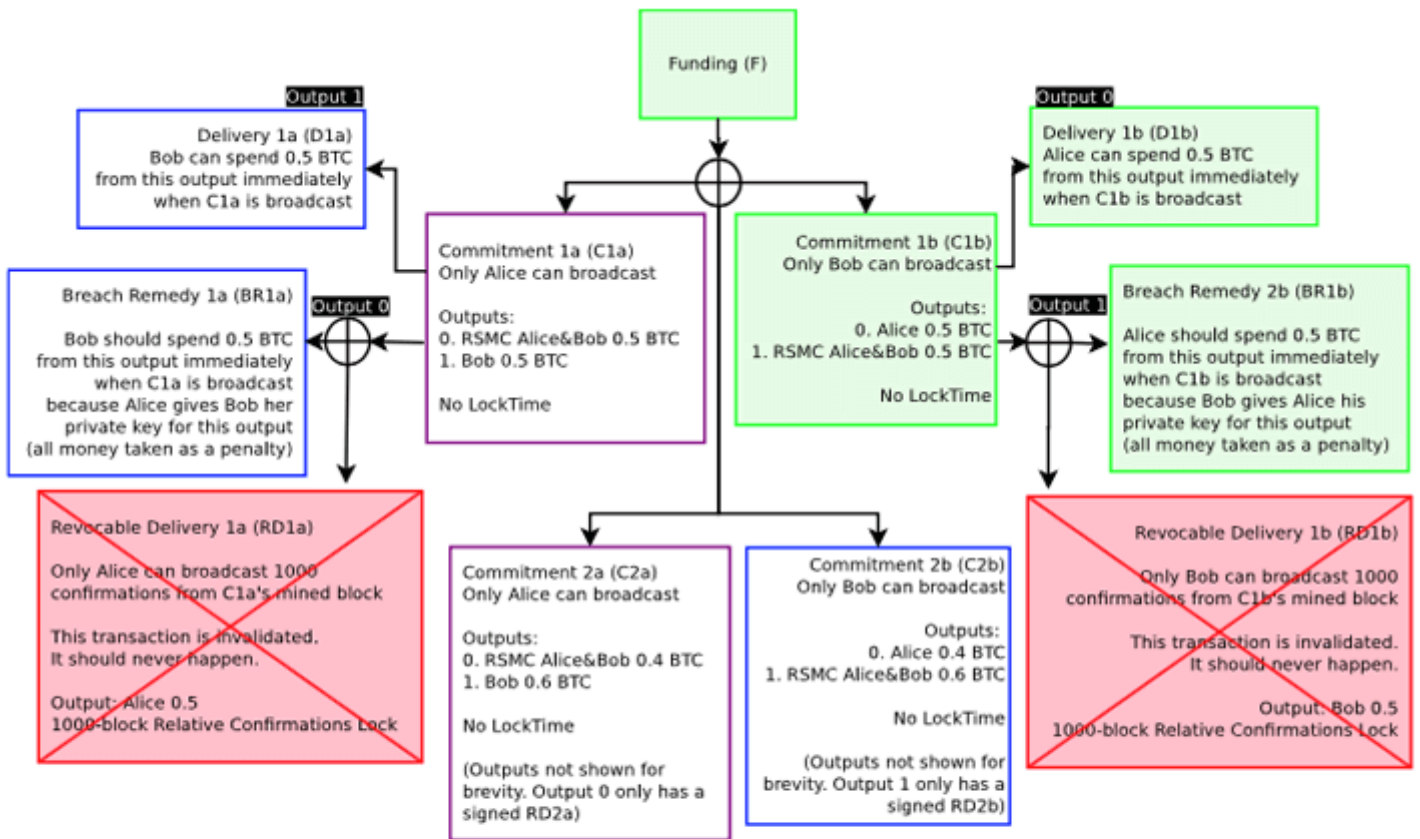 Funding (F)
Output 1
Delivery 1a (D1a)
Bob can spend 0.5 BTC
from this output immediately
when C1a is broadcast
Output 0
Delivery 1b (D1b)
Alice can spend 0.5 BTC
from this output immediately
when C1b is broadcast
Commitment 1a (C1a)
Only Alice can broadcast
Outputs:
0. RSMC Alice&Bob 0.5 BTC
1. Bob 0.5 BTC
No LockTime
Commitment 1b (C1b)
Only Bob can broadcast
Outputs:
0. Alice 0.5 BTC
1. RSMC Alice&Bob 0.5 BTC
No LockTime
Output 0
Breach Remedy 1a (BR1a)
Bob should spend 0.5 BTC
from this output immediately
when C1a is broadcast
because Alice gives Bob her
private key for this output
(all money taken as a penalty)
Output 1
Breach Remedy 2b (BR1b)
Alice should spend 0.5 BTC
from this output immediately
when C1b is broadcast
because Bob gives Alice his
private key for this output
(all money taken as a penalty)
Revocable Delivery 1a (RD1a)
Only Alice can broadcast 1000
confirmations from C1a's mined block
This transaction is invalidated.
It should never happen.
Output: Alice 0.5
1000-block Relative Confirmations Lock
Commitment 2a (C2a)
Only Alice can broadcast
Outputs:
0. RSMC Alice&Bob 0.4 BTC
1. Bob 0.6 BTC
No LockTime
(Outputs not shown for
brevity. Output 0 only has a
signed RD2a)
Commitment 2b (C2b)
Only Bob can broadcast
Outputs:
0. Alice 0.4 BTC
1. RSMC Alice&Bob 0.6 BTC
No LockTime
(Outputs not shown for
brevity. Output 1 only has a
signed RD2b)
Revocable Delivery 1b (RD1b)
Only Bob can broadcast 1000
confirmations from C1b's mined block
This transaction is invalidated.
It should never happen.
Output: Bob 0.5
1000-block Relative Confirmations Lock